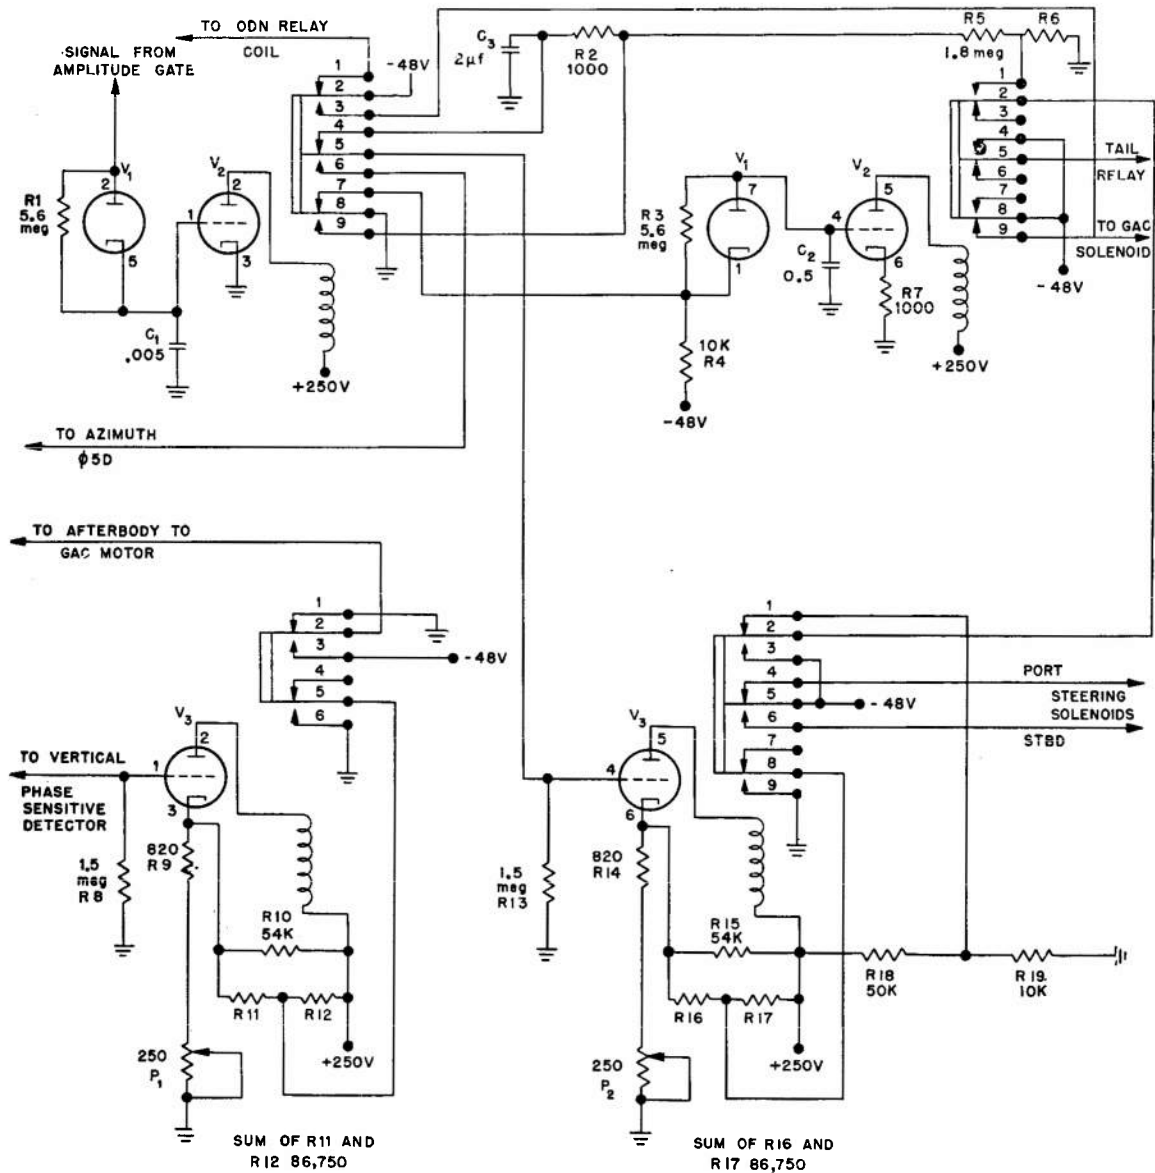 TO ODN RELAY
COIL
SIGNAL FROM
AMPLITUDE GATE
-48V
C3
2µf
R2
1000
R5
1.8 meg
R6
1
2
3
4
5
6
7
8
9
1
2
3
4
5
6
7
8
9
TAIL
RELAY
TO GAC
SOLENOID
-48V
V1
2
5
R1
5.6
meg
V2
2
1
3
C1
.005
+250V
V1
7
1
R3
5.6
meg
C2
0.5
V2
5
4
6
R7
1000
10K
R4
-48V
+250V
TO AZIMUTH
ϕ5D
TO AFTERBODY TO
GAC MOTOR
1
2
3
4
5
6
-48V
V3
2
1
3
TO VERTICAL
PHASE
SENSITIVE
DETECTOR
1.5
meg
R8
820
R9
R10
54K
R11
R12
+250V
250
P1
SUM OF R11 AND
R12 86,750
1
2
3
4
5
6
7
8
9
PORT
STEERING
-48V
SOLENOIDS
STBD
V3
5
4
6
1.5
meg
R13
820
R14
R15
54K
R16
R17
R18
50K
R19
10K
+250V
250
P2
SUM OF R16 AND
R17 86,750